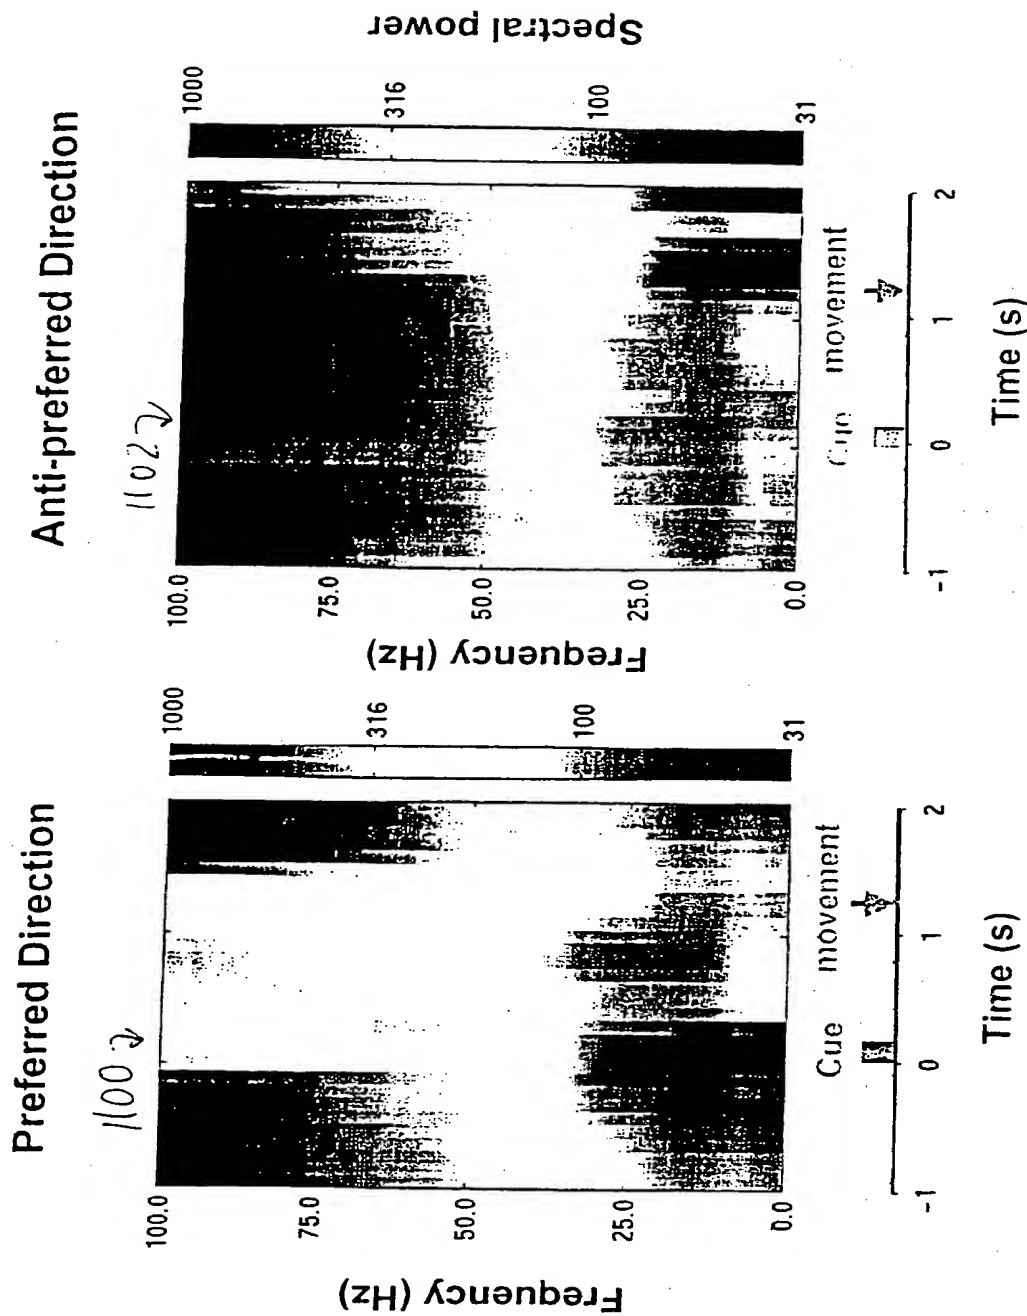 Preferred Direction
1100
Frequency (Hz)
100.0
75.0
50.0
25.0
0.0
1000
316
100
31
Cue
movement
-1
0
1
2
Time (s)
Anti-preferred Direction
1102
Frequency (Hz)
100.0
75.0
50.0
25.0
0.0
1000
316
100
31
Spectral power
Cue
movement
-1
0
1
2
Time (s)